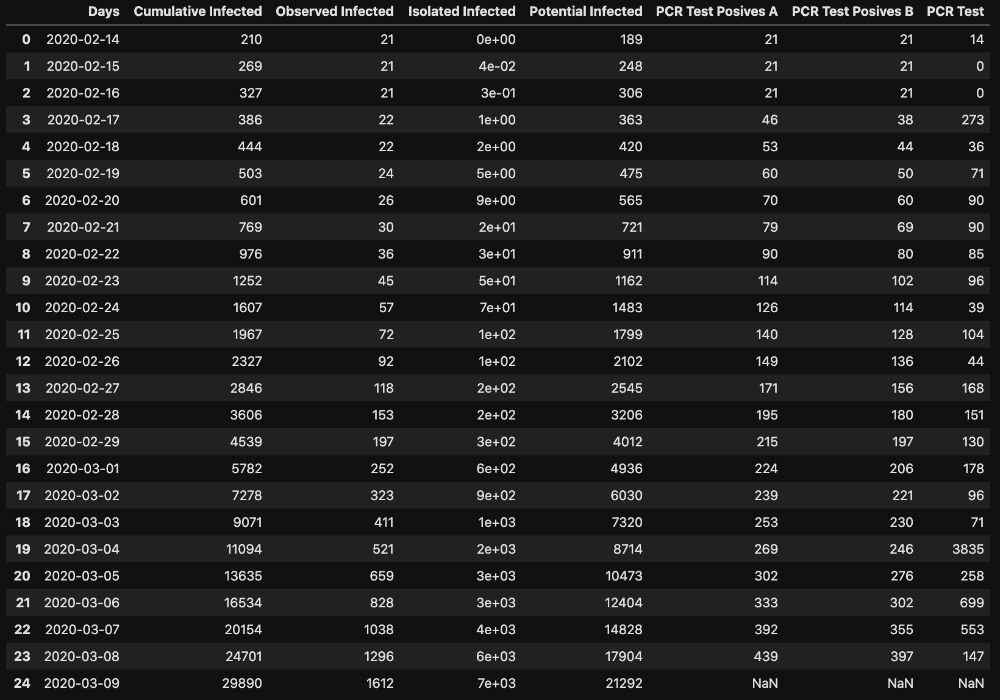 Days Cumulative Infected Observed Infected Isolated Infected Potential Infected PCR Test Posives A PCR Test Posives B PCR Test
0 2020-02-14 210 21 0e+00 189 21 21 14
1 2020-02-15 269 21 4e-02 248 21 21 0
2 2020-02-16 327 21 3e-01 306 21 21 0
3 2020-02-17 386 22 1e+00 363 46 38 273
4 2020-02-18 444 22 2e+00 420 53 44 36
5 2020-02-19 503 24 5e+00 475 60 50 71
6 2020-02-20 601 26 9e+00 565 70 60 90
7 2020-02-21 769 30 2e+01 721 79 69 90
8 2020-02-22 976 36 3e+01 911 90 80 85
9 2020-02-23 1252 45 5e+01 1162 114 102 96
10 2020-02-24 1607 57 7e+01 1483 126 114 39
11 2020-02-25 1967 72 1e+02 1799 140 128 104
12 2020-02-26 2327 92 1e+02 2102 149 136 44
13 2020-02-27 2846 118 2e+02 2545 171 156 168
14 2020-02-28 3606 153 2e+02 3206 195 180 151
15 2020-02-29 4539 197 3e+02 4012 215 197 130
16 2020-03-01 5782 252 6e+02 4936 224 206 178
17 2020-03-02 7278 323 9e+02 6030 239 221 96
18 2020-03-03 9071 411 1e+03 7320 253 230 71
19 2020-03-04 11094 521 2e+03 8714 269 246 3835
20 2020-03-05 13635 659 3e+03 10473 302 276 258
21 2020-03-06 16534 828 3e+03 12404 333 302 699
22 2020-03-07 20154 1038 4e+03 14828 392 355 553
23 2020-03-08 24701 1296 6e+03 17904 439 397 147
24 2020-03-09 29890 1612 7e+03 21292 NaN NaN NaN